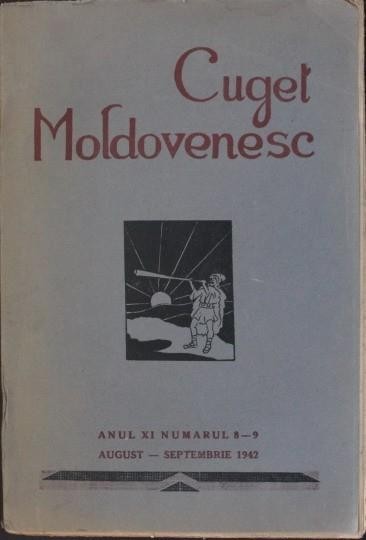 Cuget
Moldovenesc
ANUL XI NUMARUL 8—9
AUGUST — SEPTEMBRIE 1942